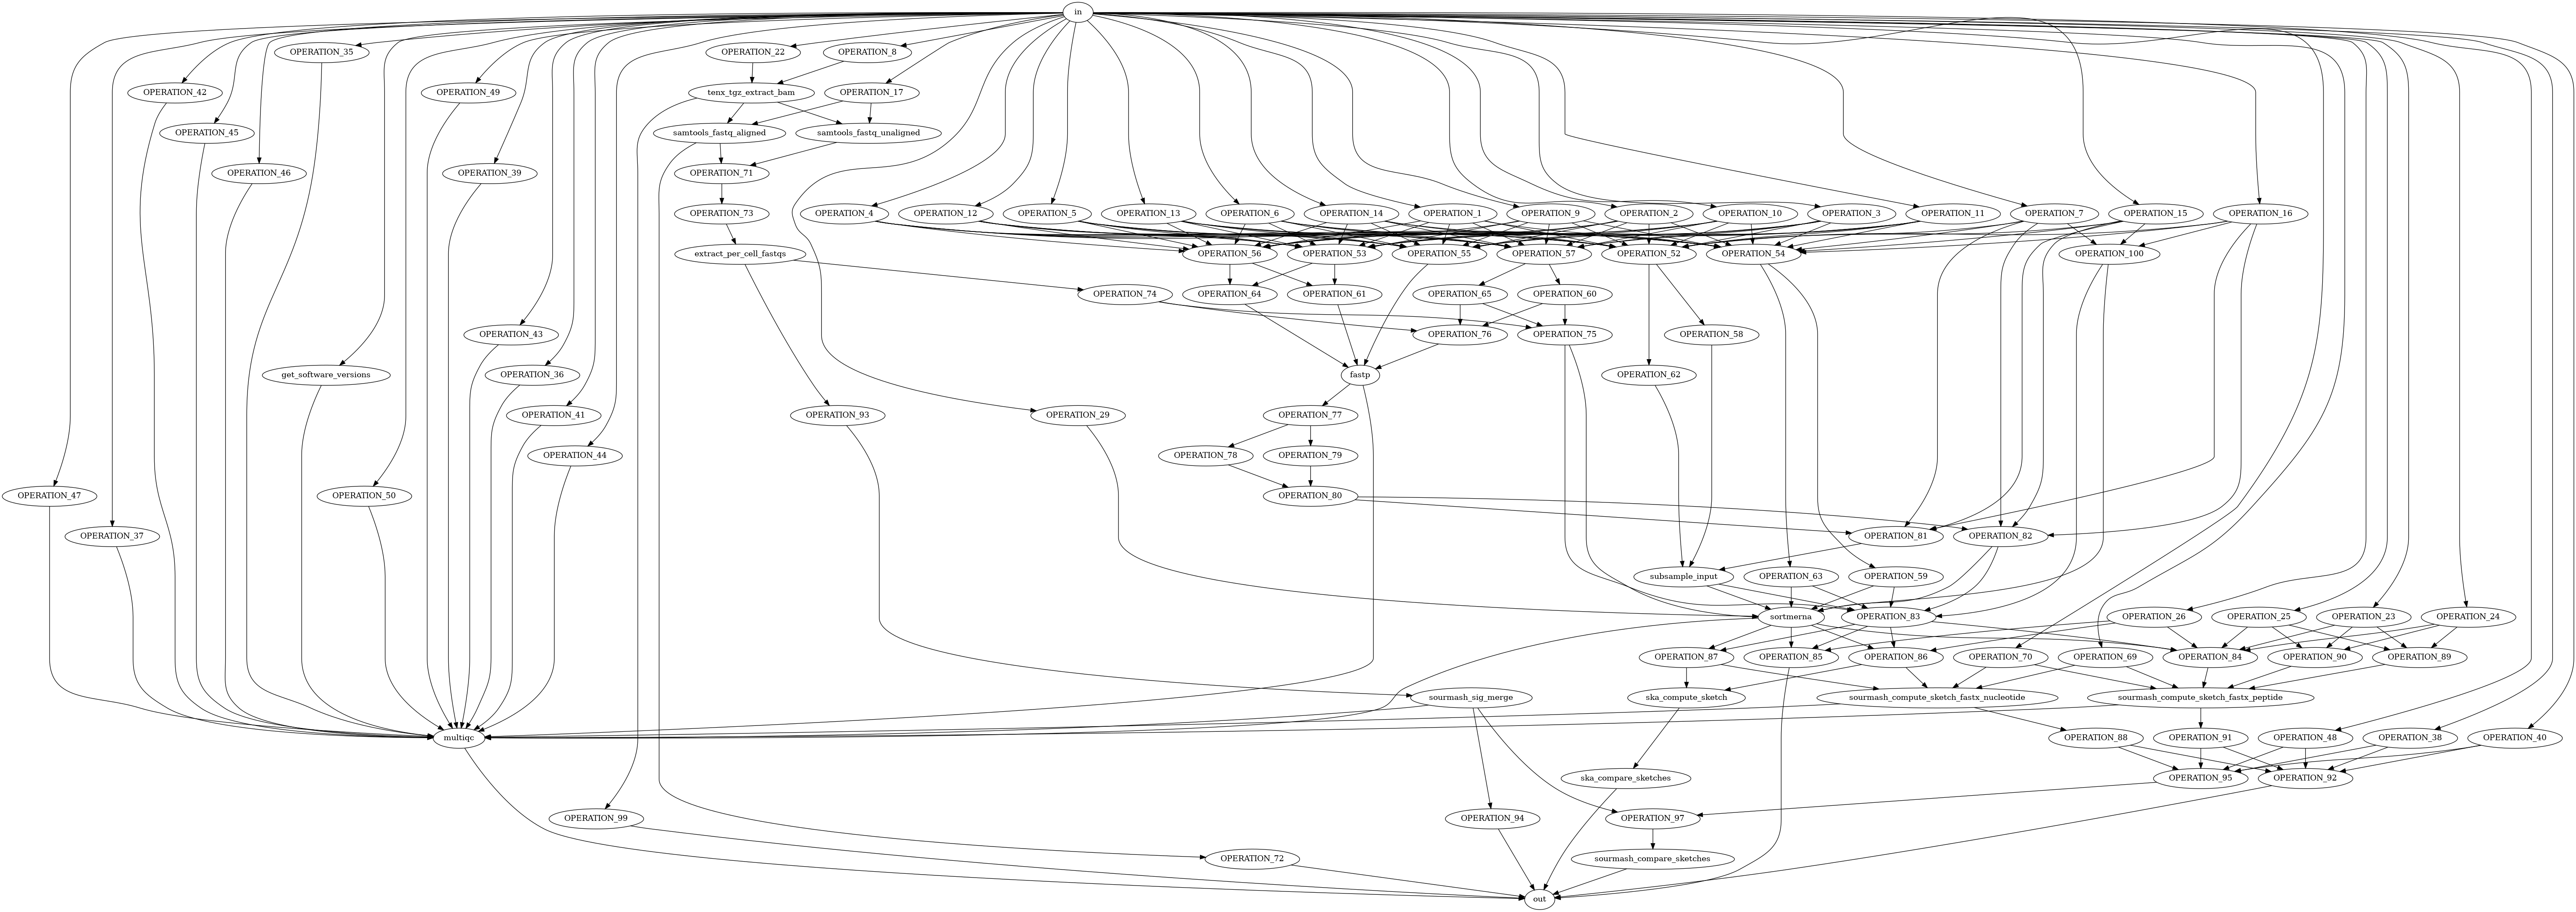 in
OPERATION_35
OPERATION_22
OPERATION_8
OPERATION_42
OPERATION_49
tenx_tgz_extract_bam
OPERATION_17
OPERATION_45
samtools_fastq_aligned
samtools_fastq_unaligned
OPERATION_46
OPERATION_39
OPERATION_71
OPERATION_73
OPERATION_4
OPERATION_12
OPERATION_5
OPERATION_13
OPERATION_6
OPERATION_14
OPERATION_1
OPERATION_9
OPERATION_2
OPERATION_10
OPERATION_3
OPERATION_11
OPERATION_7
OPERATION_15
OPERATION_16
extract_per_cell_fastqs
OPERATION_56
OPERATION_53
OPERATION_55
OPERATION_57
OPERATION_52
OPERATION_54
OPERATION_100
OPERATION_74
OPERATION_64
OPERATION_61
OPERATION_65
OPERATION_60
OPERATION_43
OPERATION_76
OPERATION_75
OPERATION_58
get_software_versions
OPERATION_36
fastp
OPERATION_62
OPERATION_41
OPERATION_93
OPERATION_29
OPERATION_77
OPERATION_44
OPERATION_78
OPERATION_79
OPERATION_47
OPERATION_50
OPERATION_80
OPERATION_37
OPERATION_81
OPERATION_82
subsample_input
OPERATION_63
OPERATION_59
sortmerna
OPERATION_83
OPERATION_26
OPERATION_25
OPERATION_23
OPERATION_24
OPERATION_87
OPERATION_85
OPERATION_86
OPERATION_70
OPERATION_69
OPERATION_84
OPERATION_90
OPERATION_89
sourmash_sig_merge
ska_compute_sketch
sourmash_compute_sketch_fastx_nucleotide
sourmash_compute_sketch_fastx_peptide
multiqc
OPERATION_88
OPERATION_91
OPERATION_48
OPERATION_38
OPERATION_40
ska_compare_sketches
OPERATION_95
OPERATION_92
OPERATION_99
OPERATION_94
OPERATION_97
OPERATION_72
sourmash_compare_sketches
out